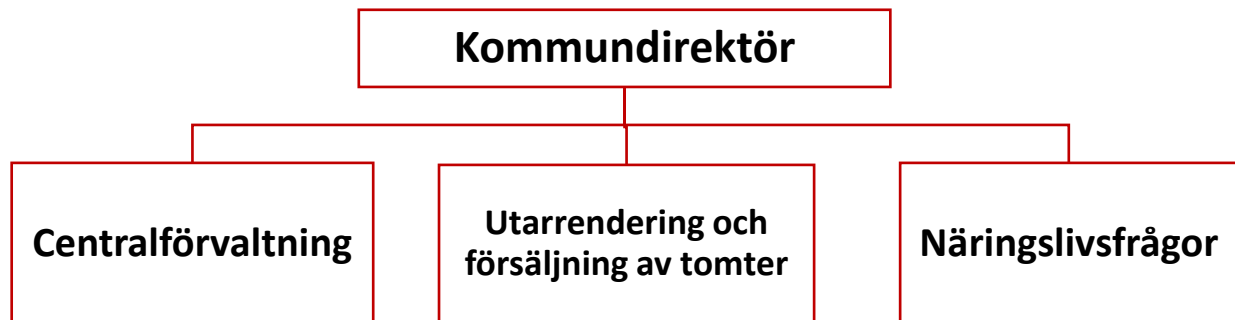 Kommundirektör
Centralförvaltning
Utarrendering och
försäljning av tomter
Näringslivsfrågor